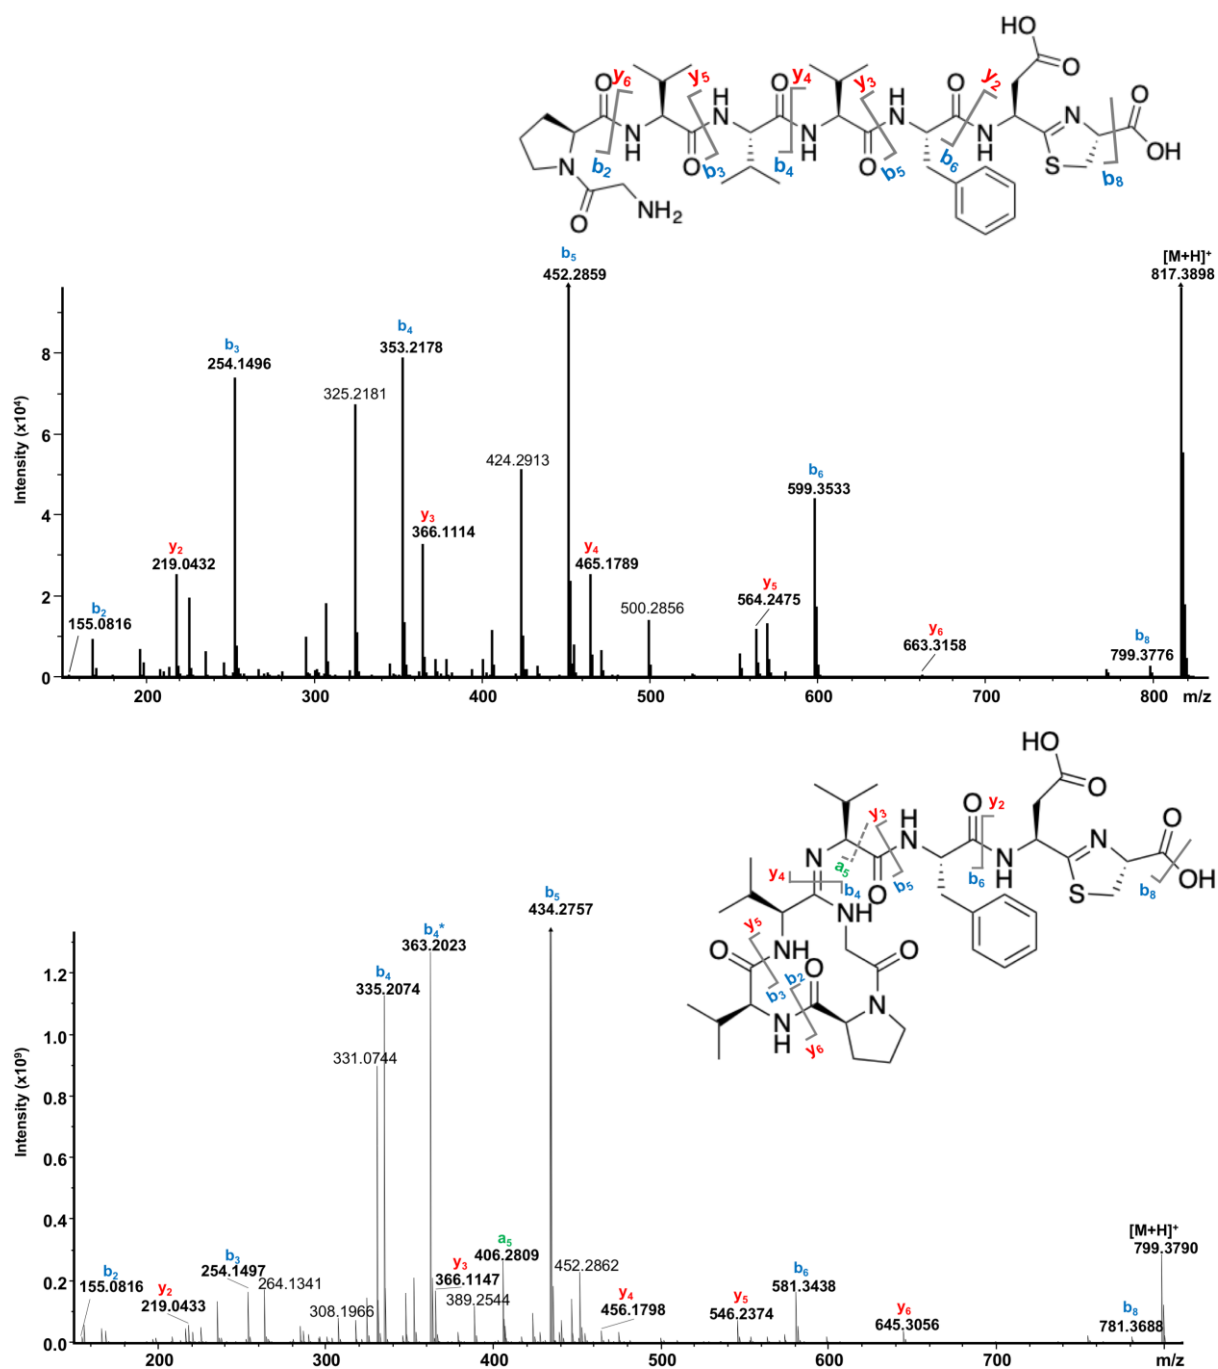 HO
O
O y6 y5 H N O y4 y3 H N O y2 N O
N H O N H O N H S OH
b2 b3 b4 b5 b6 b8
N
O NH2
b5 [M+H]+
452.2859 817.3898
b4
353.2178
b3
254.1496
325.2181
424.2913
b6
599.3533
y3
366.1114
y2 y4
219.0432 465.1789
y5
564.2475
500.2856
b2
155.0816
y6
663.3158
b8
799.3776
8
6
4
2
0
Intensity (x10⁴)
200 300 400 500 600 700 800 m/z
HO
O
y3 H N O y2 N O
N a5 O b5 N H S OH
y4 b4 b6 b8
NH
y5
O NH O O
b3 b2
N
N H y6
b5
434.2757
b4*
363.2023
b4
335.2074
331.0744
[M+H]+
799.3790
a5
406.2809
452.2862
b3
254.1497
264.1341
y3
366.1147
389.2544
b6
581.3438
b2
155.0816
y2
219.0433
308.1966
y4
456.1798
y5
546.2374
y6
645.3056
b8
781.3688
1.2
1.0
0.8
0.6
0.4
0.2
0.0
Intensity (x10⁹)
200 300 400 500 600 700 m/z